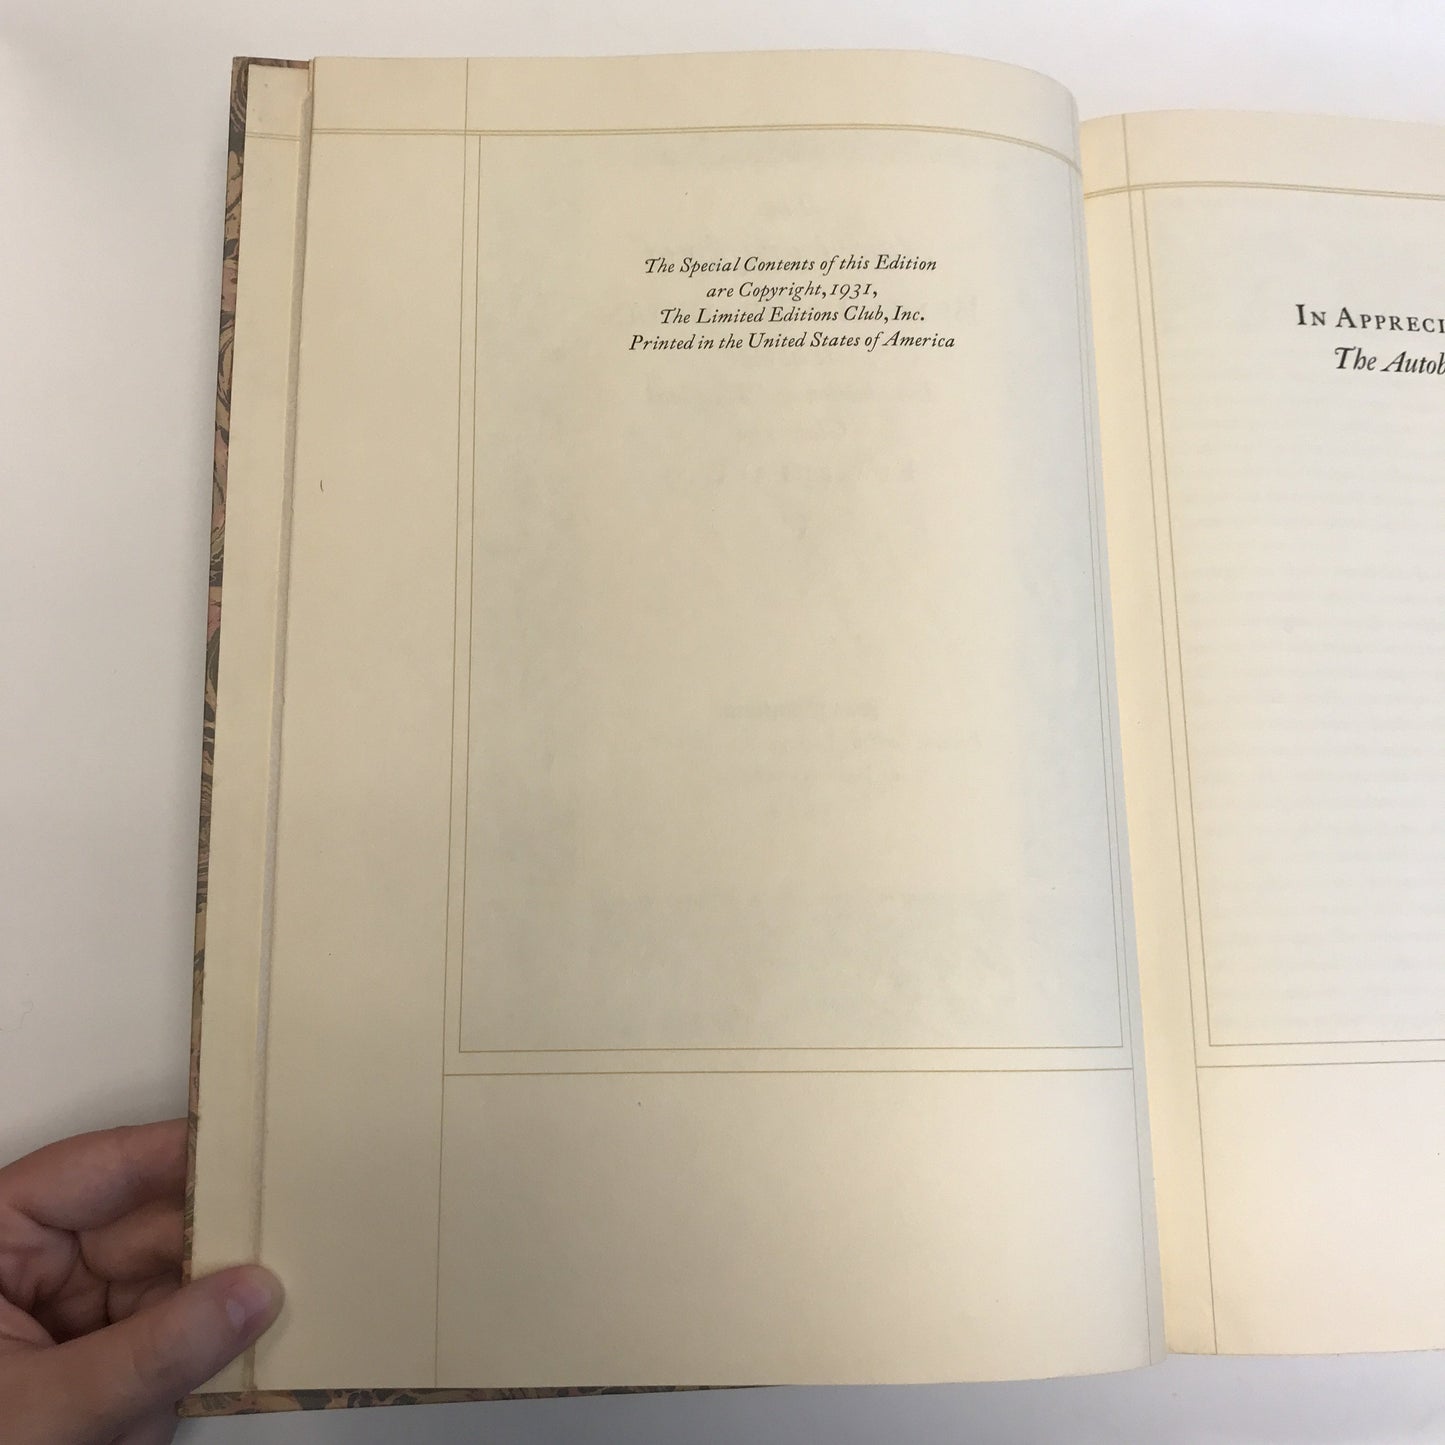 The Special Contents of this Edition
are Copyright, 1931,
The Limited Editions Club, Inc.
Printed in the United States of America
IN APPRECI
The Autob